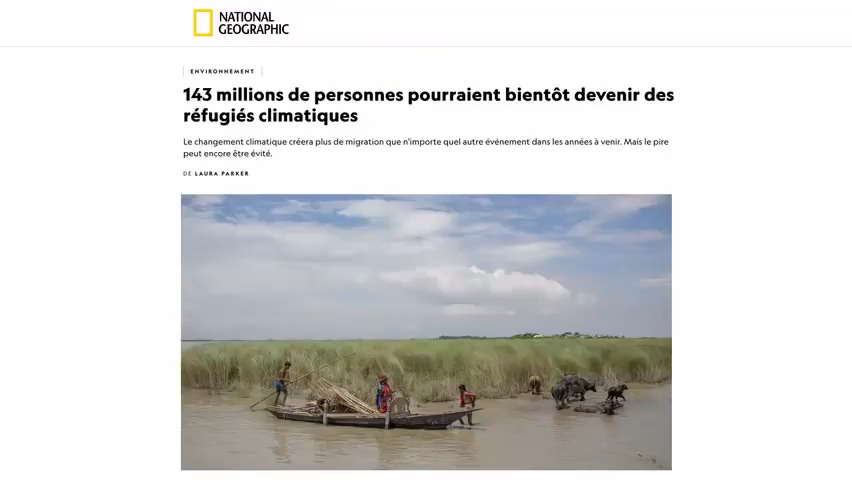 NATIONAL
GEOGRAPHIC
ENVIRONNEMENT
143 millions de personnes pourraient bientôt devenir des
réfugiés climatiques
Le changement climatique créera plus de migration que n'importe quel autre événement dans les années à venir. Mais le pire
peut encore être évité.
DE LAURA PARKER